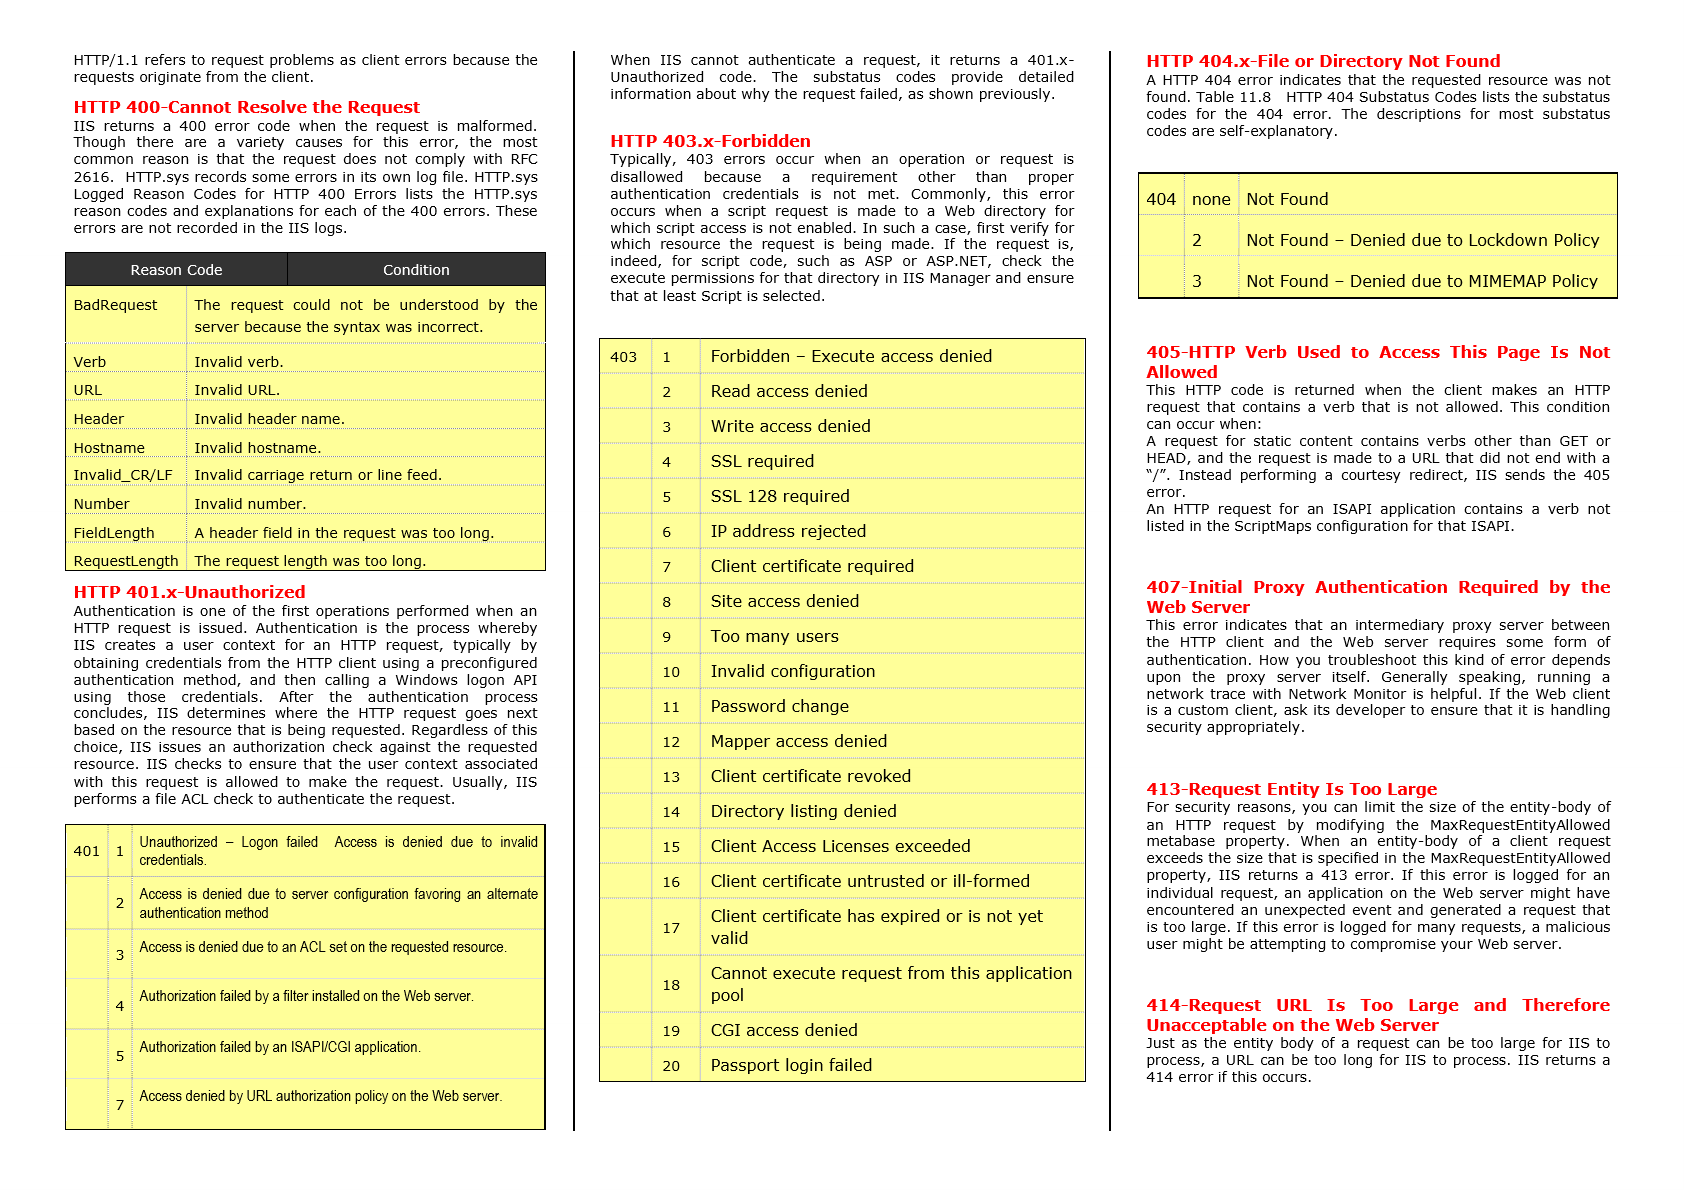 HTTP/1.1 refers to request problems as client errors because the
requests originate from the client.
HTTP 400-Cannot Resolve the Request
IIS returns a 400 error code when the request is malformed.
Though there are a variety causes for this error, the most
common reason is that the request does not comply with RFC
2616.  HTTP.sys records some errors in its own log file. HTTP.sys
Logged Reason Codes for HTTP 400 Errors lists the HTTP.sys
reason codes and explanations for each of the 400 errors. These
errors are not recorded in the IIS logs.
Reason Code Condition
BadRequest The request could not be understood by the
server because the syntax was incorrect.
Verb Invalid verb.
URL Invalid URL.
Header Invalid header name.
Hostname Invalid hostname.
Invalid_CR/LF Invalid carriage return or line feed.
Number Invalid number.
FieldLength A header field in the request was too long.
RequestLength The request length was too long.
HTTP 401.x-Unauthorized
Authentication is one of the first operations performed when an
HTTP request is issued. Authentication is the process whereby
IIS creates a user context for an HTTP request, typically by
obtaining credentials from the HTTP client using a preconfigured
authentication method, and then calling a Windows logon API
using those credentials. After the authentication process
concludes, IIS determines where the HTTP request goes next
based on the resource that is being requested. Regardless of this
choice, IIS issues an authorization check against the requested
resource. IIS checks to ensure that the user context associated
with this request is allowed to make the request. Usually, IIS
performs a file ACL check to authenticate the request.
401 1 Unauthorized – Logon failed  Access is denied due to invalid
credentials.
2 Access is denied due to server configuration favoring an alternate
authentication method
3 Access is denied due to an ACL set on the requested resource.
4 Authorization failed by a filter installed on the Web server.
5 Authorization failed by an ISAPI/CGI application.
7 Access denied by URL authorization policy on the Web server.
When IIS cannot authenticate a request, it returns a 401.x-
Unauthorized code. The substatus codes provide detailed
information about why the request failed, as shown previously.
HTTP 403.x-Forbidden
Typically, 403 errors occur when an operation or request is
disallowed because a requirement other than proper
authentication credentials is not met. Commonly, this error
occurs when a script request is made to a Web directory for
which script access is not enabled. In such a case, first verify for
which resource the request is being made. If the request is,
indeed, for script code, such as ASP or ASP.NET, check the
execute permissions for that directory in IIS Manager and ensure
that at least Script is selected.
403 1 Forbidden – Execute access denied
2 Read access denied
3 Write access denied
4 SSL required
5 SSL 128 required
6 IP address rejected
7 Client certificate required
8 Site access denied
9 Too many users
10 Invalid configuration
11 Password change
12 Mapper access denied
13 Client certificate revoked
14 Directory listing denied
15 Client Access Licenses exceeded
16 Client certificate untrusted or ill-formed
17 Client certificate has expired or is not yet
valid
18 Cannot execute request from this application
pool
19 CGI access denied
20 Passport login failed
HTTP 404.x-File or Directory Not Found
A HTTP 404 error indicates that the requested resource was not
found. Table 11.8  HTTP 404 Substatus Codes lists the substatus
codes for the 404 error. The descriptions for most substatus
codes are self-explanatory.
404 none Not Found
2 Not Found – Denied due to Lockdown Policy
3 Not Found – Denied due to MIMEMAP Policy
405-HTTP Verb Used to Access This Page Is Not
Allowed
This HTTP code is returned when the client makes an HTTP
request that contains a verb that is not allowed. This condition
can occur when:
A request for static content contains verbs other than GET or
HEAD, and the request is made to a URL that did not end with a
“/”. Instead performing a courtesy redirect, IIS sends the 405
error.
An HTTP request for an ISAPI application contains a verb not
listed in the ScriptMaps configuration for that ISAPI.
407-Initial Proxy Authentication Required by the
Web Server
This error indicates that an intermediary proxy server between
the HTTP client and the Web server requires some form of
authentication. How you troubleshoot this kind of error depends
upon the proxy server itself. Generally speaking, running a
network trace with Network Monitor is helpful. If the Web client
is a custom client, ask its developer to ensure that it is handling
security appropriately.
413-Request Entity Is Too Large
For security reasons, you can limit the size of the entity-body of
an HTTP request by modifying the MaxRequestEntityAllowed
metabase property. When an entity-body of a client request
exceeds the size that is specified in the MaxRequestEntityAllowed
property, IIS returns a 413 error. If this error is logged for an
individual request, an application on the Web server might have
encountered an unexpected event and generated a request that
is too large. If this error is logged for many requests, a malicious
user might be attempting to compromise your Web server.
414-Request URL Is Too Large and Therefore
Unacceptable on the Web Server
Just as the entity body of a request can be too large for IIS to
process, a URL can be too long for IIS to process. IIS returns a
414 error if this occurs.